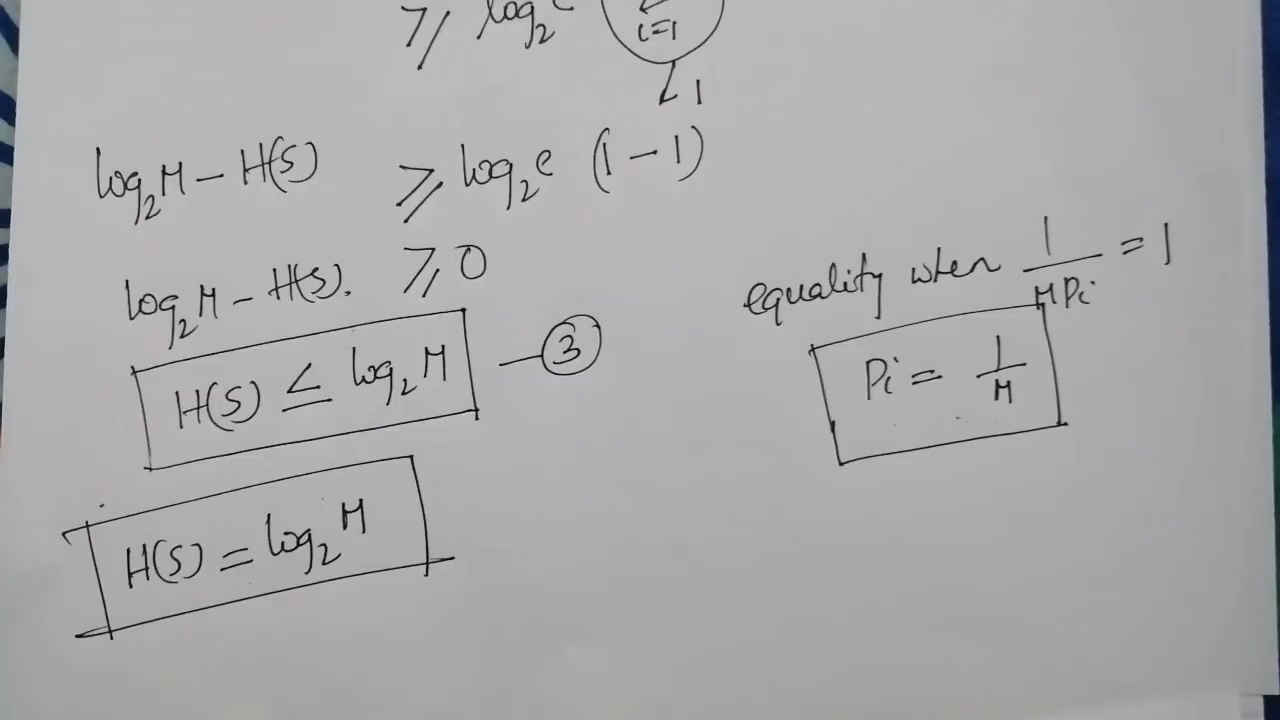 ≥ log₂e
i=1
∠ 1
log₂M − H(S) ≥ log₂e (1 − 1)
log₂M − H(S). ≥ 0
equality when 1/MPi = 1
H(S) ≤ log₂M — ③
Pi = 1/M
H(S) = log₂M